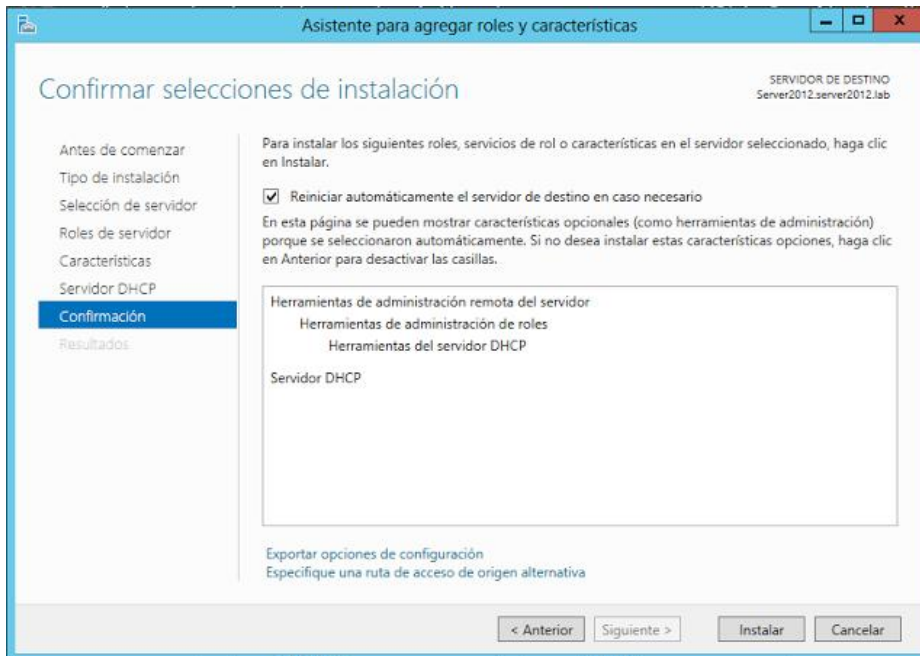 Asistente para agregar roles y características
Confirmar selecciones de instalación
SERVIDOR DE DESTINO
Server2012.server2012.lab
Antes de comenzar
Tipo de instalación
Selección de servidor
Roles de servidor
Características
Servidor DHCP
Confirmación
Resultados
Para instalar los siguientes roles, servicios de rol o características en el servidor seleccionado, haga clic
en Instalar.
Reiniciar automáticamente el servidor de destino en caso necesario
En esta página se pueden mostrar características opcionales (como herramientas de administración)
porque se seleccionaron automáticamente. Si no desea instalar estas características opciones, haga clic
en Anterior para desactivar las casillas.
Herramientas de administración remota del servidor
Herramientas de administración de roles
Herramientas del servidor DHCP
Servidor DHCP
Exportar opciones de configuración
Especifique una ruta de acceso de origen alternativa
< Anterior
Siguiente >
Instalar
Cancelar